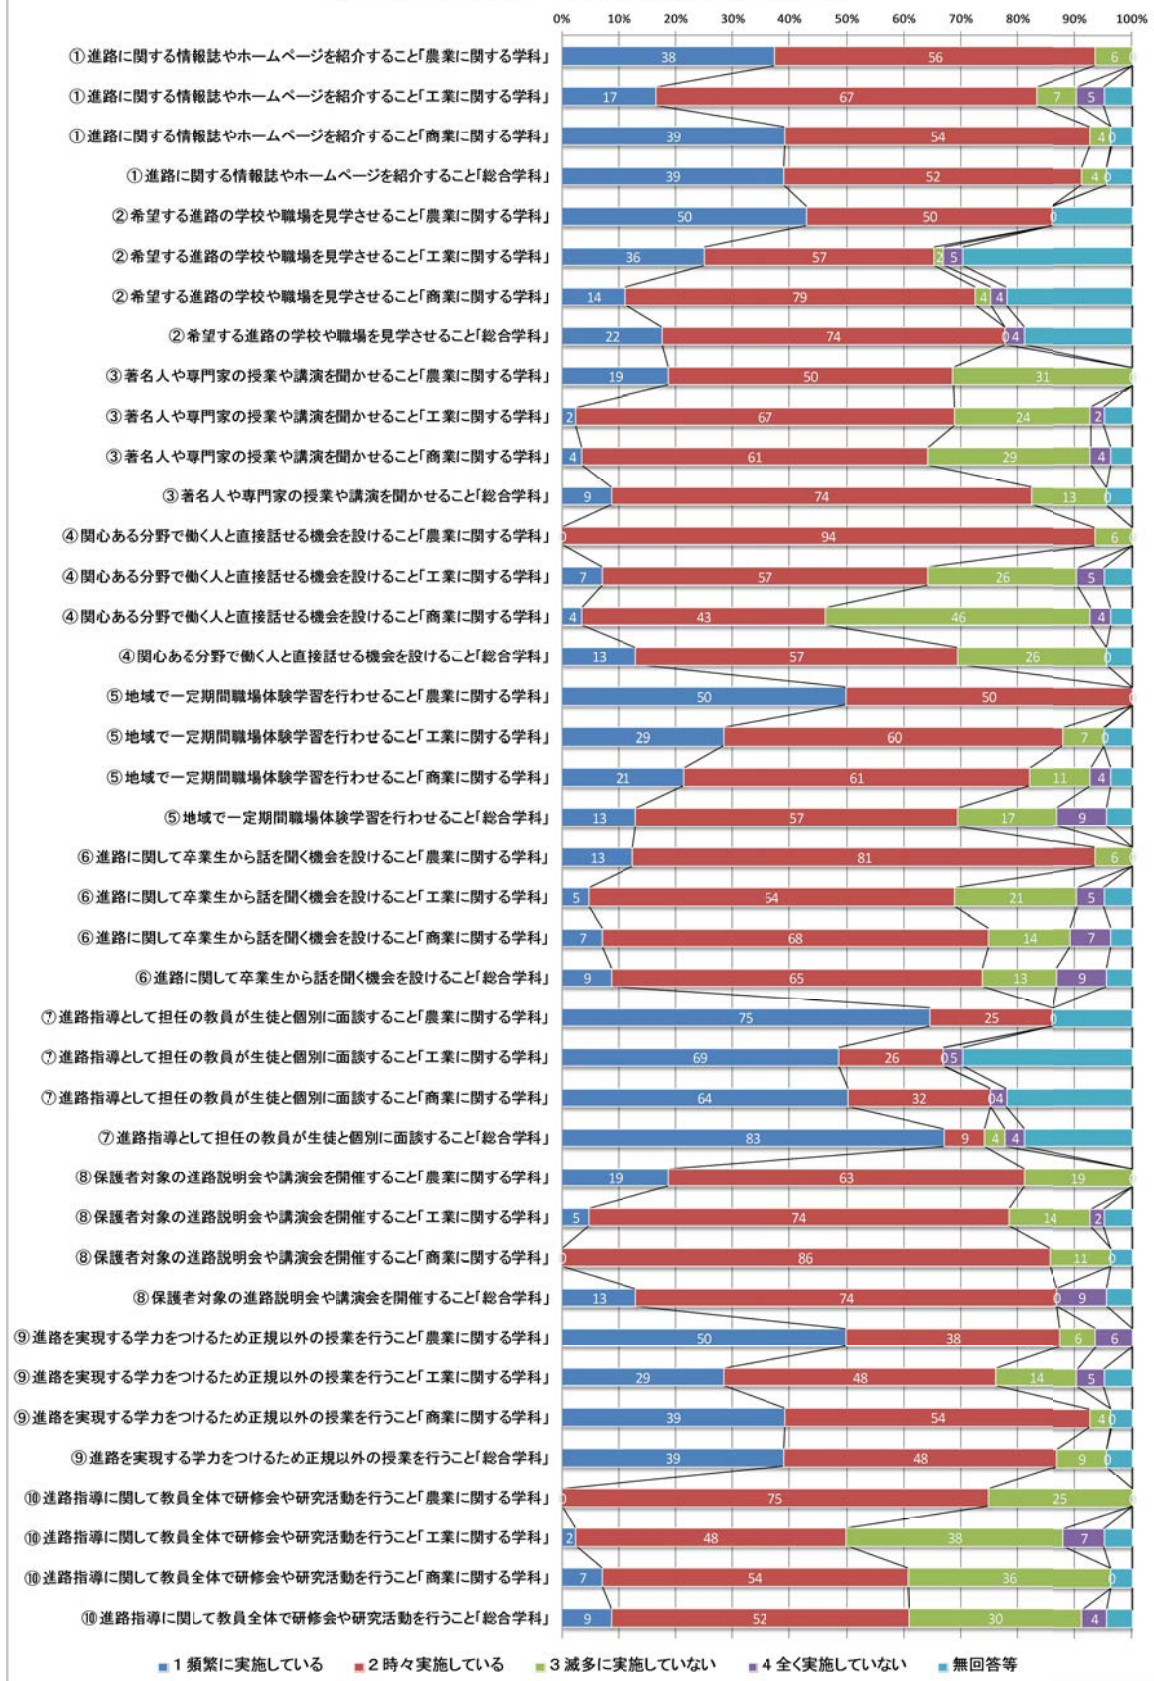 0% 10% 20% 30% 40% 50% 60% 70% 80% 90% 100%
①進路に関する情報誌やホームページを紹介すること「農業に関する学科」 38 56 6 0
①進路に関する情報誌やホームページを紹介すること「工業に関する学科」 17 67 7 5
①進路に関する情報誌やホームページを紹介すること「商業に関する学科」 39 54 4 0
①進路に関する情報誌やホームページを紹介すること「総合学科」 39 52 4 0
②希望する進路の学校や職場を見学させること「農業に関する学科」 50 50 0
②希望する進路の学校や職場を見学させること「工業に関する学科」 36 57 2 5
②希望する進路の学校や職場を見学させること「商業に関する学科」 14 79 4 4
②希望する進路の学校や職場を見学させること「総合学科」 22 74 0 4
③著名人や専門家の授業や講演を聞かせること「農業に関する学科」 19 50 31 0
③著名人や専門家の授業や講演を聞かせること「工業に関する学科」 2 67 24 2
③著名人や専門家の授業や講演を聞かせること「商業に関する学科」 4 61 29 4
③著名人や専門家の授業や講演を聞かせること「総合学科」 9 74 13 0
④関心ある分野で働く人と直接話せる機会を設けること「農業に関する学科」 0 94 6 0
④関心ある分野で働く人と直接話せる機会を設けること「工業に関する学科」 7 57 26 5
④関心ある分野で働く人と直接話せる機会を設けること「商業に関する学科」 4 43 46 4
④関心ある分野で働く人と直接話せる機会を設けること「総合学科」 13 57 26 0
⑤地域で一定期間職場体験学習を行わせること「農業に関する学科」 50 50 0
⑤地域で一定期間職場体験学習を行わせること「工業に関する学科」 29 60 7 0
⑤地域で一定期間職場体験学習を行わせること「商業に関する学科」 21 61 11 4
⑤地域で一定期間職場体験学習を行わせること「総合学科」 13 57 17 9
⑥進路に関して卒業生から話を聞く機会を設けること「農業に関する学科」 13 81 6 0
⑥進路に関して卒業生から話を聞く機会を設けること「工業に関する学科」 5 64 21 5
⑥進路に関して卒業生から話を聞く機会を設けること「商業に関する学科」 7 68 14 7
⑥進路に関して卒業生から話を聞く機会を設けること「総合学科」 9 65 13 9
⑦進路指導として担任の教員が生徒と個別に面談すること「農業に関する学科」 75 25 0
⑦進路指導として担任の教員が生徒と個別に面談すること「工業に関する学科」 69 26 0 5
⑦進路指導として担任の教員が生徒と個別に面談すること「商業に関する学科」 64 32 0 4
⑦進路指導として担任の教員が生徒と個別に面談すること「総合学科」 83 9 4 4
⑧保護者対象の進路説明会や講演会を開催すること「農業に関する学科」 19 63 19 0
⑧保護者対象の進路説明会や講演会を開催すること「工業に関する学科」 5 74 14 2
⑧保護者対象の進路説明会や講演会を開催すること「商業に関する学科」 0 86 11 0
⑧保護者対象の進路説明会や講演会を開催すること「総合学科」 13 74 0 9
⑨進路を実現する学力をつけるため正規以外の授業を行うこと「農業に関する学科」 50 38 6 6
⑨進路を実現する学力をつけるため正規以外の授業を行うこと「工業に関する学科」 29 48 14 5
⑨進路を実現する学力をつけるため正規以外の授業を行うこと「商業に関する学科」 39 54 4 0
⑨進路を実現する学力をつけるため正規以外の授業を行うこと「総合学科」 39 48 9 0
⑩進路指導に関して教員全体で研修会や研究活動を行うこと「農業に関する学科」 0 75 25 0
⑩進路指導に関して教員全体で研修会や研究活動を行うこと「工業に関する学科」 2 48 38 7
⑩進路指導に関して教員全体で研修会や研究活動を行うこと「商業に関する学科」 7 54 36 0
⑩進路指導に関して教員全体で研修会や研究活動を行うこと「総合学科」 9 52 30 4
1 頻繁に実施している 2 時々実施している 3 滅多に実施していない 4 全く実施していない 無回答等